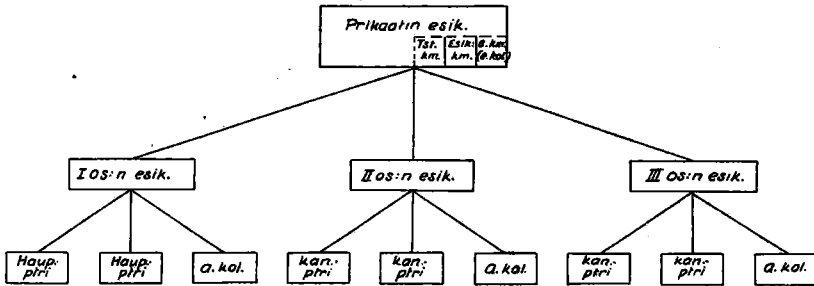 Prikaatin esik.
Tst. km.
Esik: km.
(a.kol)
I os:n esik.
II os:n esik.
III os:n esik.
Haup:- ptri
Haup:- ptri
a. kol.
kan:- ptri
kan:- ptri
a. kol.
kan:- ptri
kan:- ptri
a. kol.